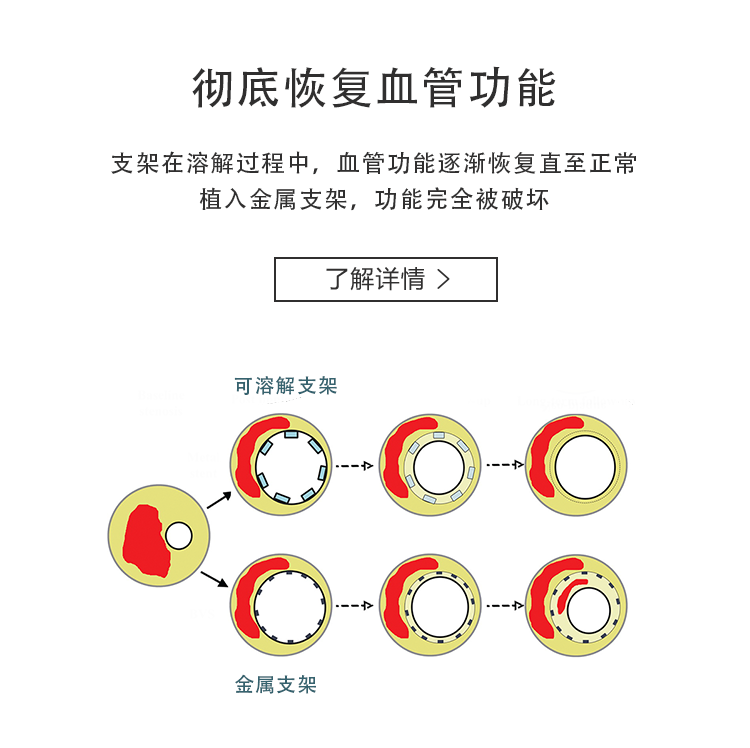 彻底恢复血管功能
支架在溶解过程中，血管功能逐渐恢复直至正常
植入金属支架，功能完全被破坏
了解详情 >
可溶解支架
金属支架